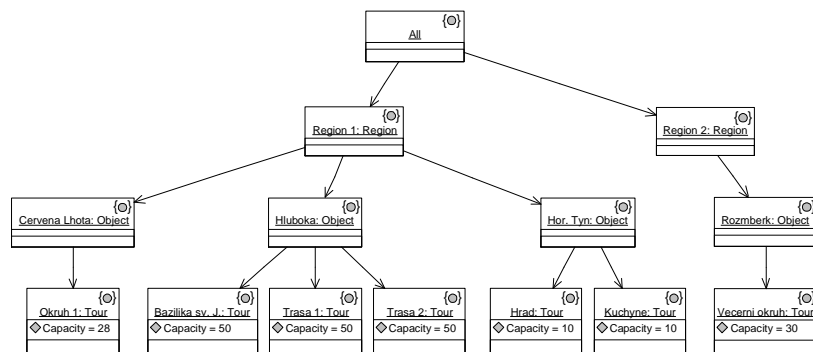 All
Region 1: Region
Region 2: Region
Cervena Lhota: Object
Hluboka: Object
Hor. Tyn: Object
Rozmberk: Object
Okruh 1: Tour
Capacity = 28
Bazilika sv. J.: Tour
Capacity = 50
Trasa 1: Tour
Capacity = 50
Trasa 2: Tour
Capacity = 50
Hrad: Tour
Capacity = 10
Kuchyne: Tour
Capacity = 10
Vecerni okruh: Tour
Capacity = 30